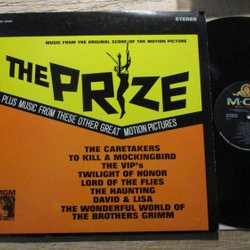 STEREO
MUSIC FROM THE ORIGINAL SCORE OF THE MOTION PICTURE
THE PRIZE
PLUS MUSIC FROM THESE OTHER GREAT MOTION PICTURES
THE CARETAKERS
TO KILL A MOCKINGBIRD
THE VIP's
TWILIGHT OF HONOR
LORD OF THE FLIES
THE HAUNTING
DAVID & LISA
THE WONDERFUL WORLD OF
THE BROTHERS GRIMM
MGM
M-G-M